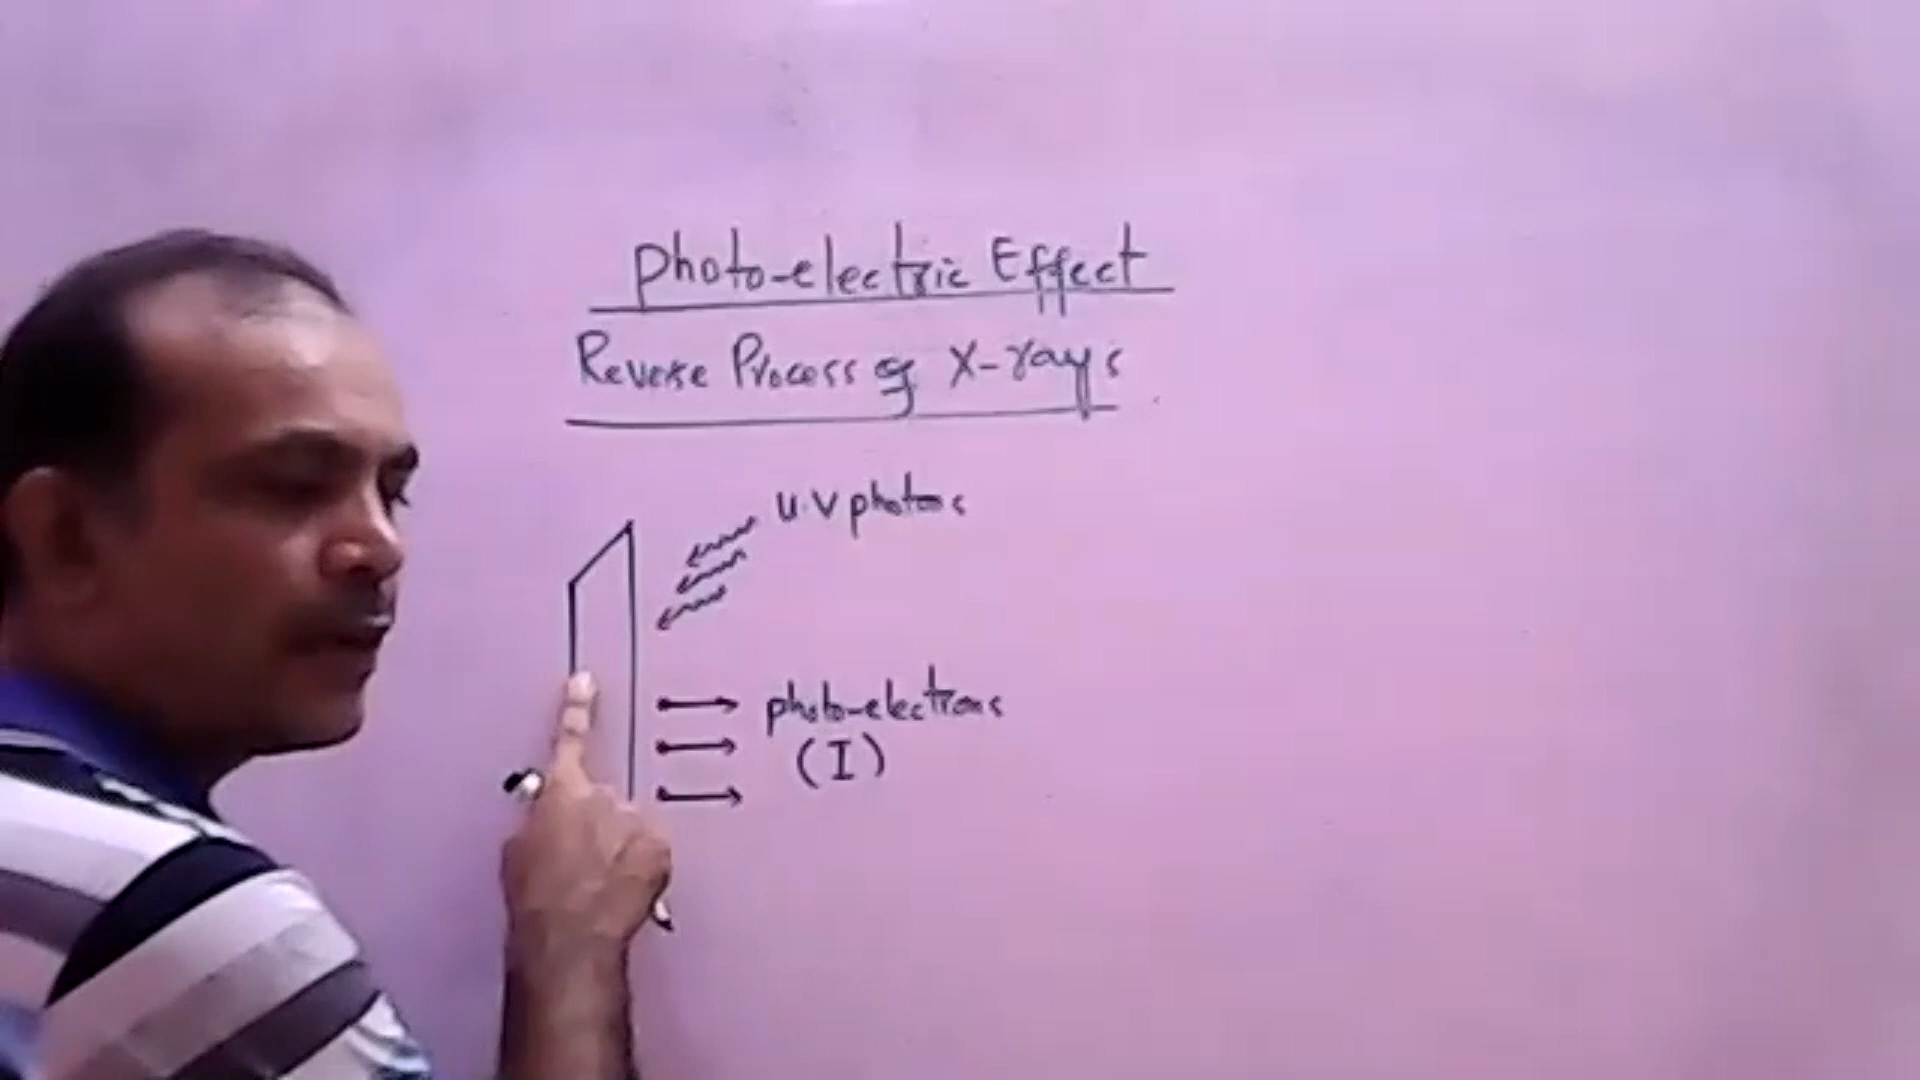 Photo-electric Effect
Reverse Process of X-rays
U.V photons
photo-electrons
(I)